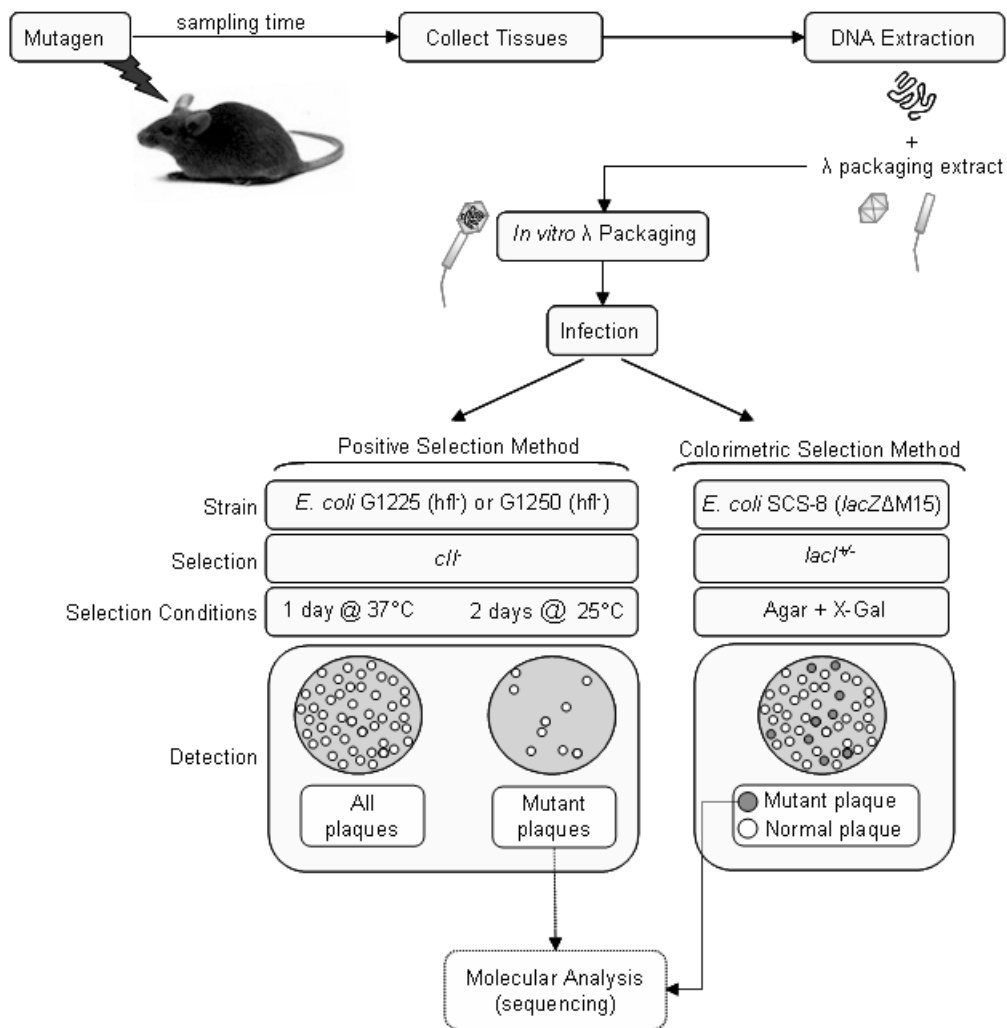 Mutagen
sampling time
Collect Tissues
DNA Extraction
+
λ packaging extract
In vitro λ Packaging
Infection
Positive Selection Method
Colorimetric Selection Method
Strain
E. coli G1225 (hfl-) or G1250 (hfl-)
E. coli SCS-8 (lacZΔM15)
Selection
cII-
lacI+/-
Selection Conditions
1 day @ 37°C
2 days @ 25°C
Agar + X-Gal
Detection
All
plaques
Mutant
plaques
Mutant plaque
Normal plaque
Molecular Analysis
(sequencing)